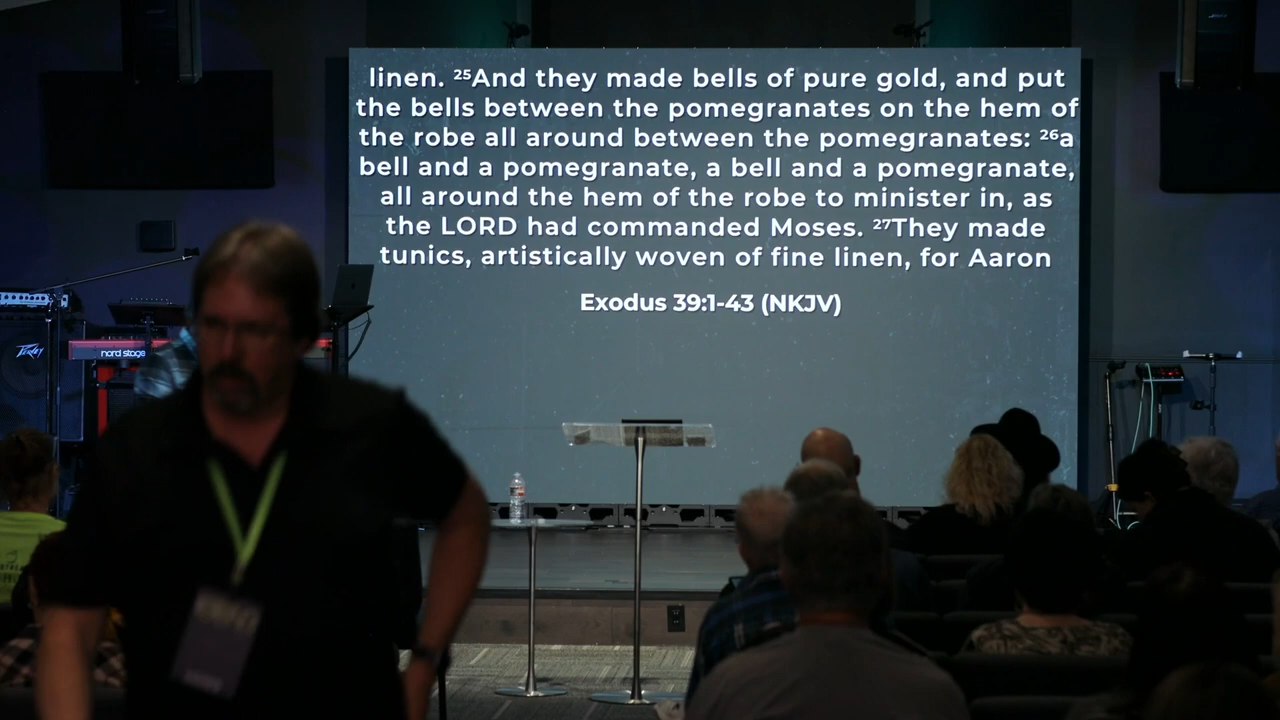 linen. ²⁵And they made bells of pure gold, and put
the bells between the pomegranates on the hem of
the robe all around between the pomegranates: ²⁶a
bell and a pomegranate, a bell and a pomegranate,
all around the hem of the robe to minister in, as
the LORD had commanded Moses. ²⁷They made
tunics, artistically woven of fine linen, for Aaron
Exodus 39:1-43 (NKJV)
PEAVEY
nord stage